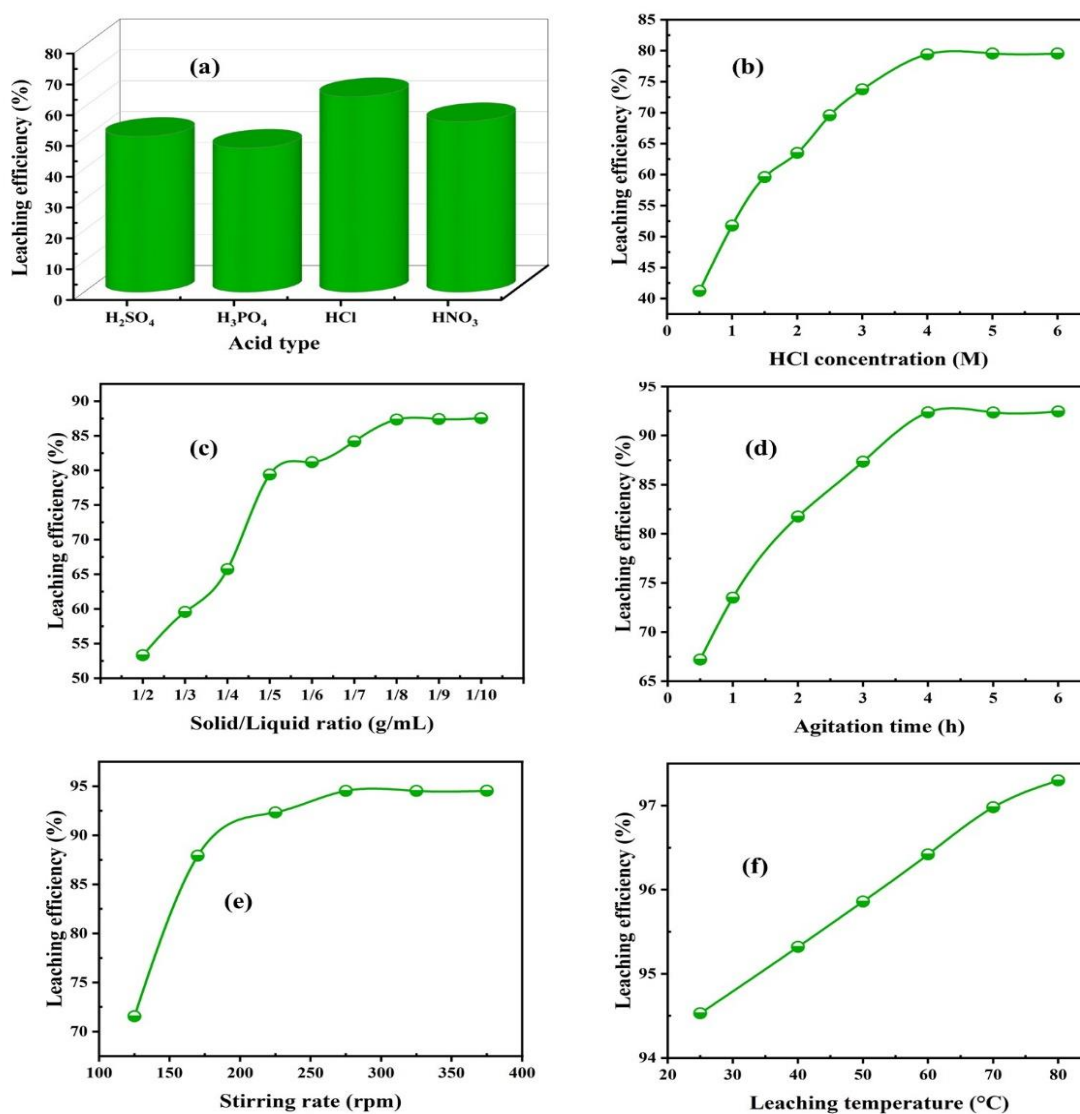 (a)
Leaching efficiency (%)
80
70
60
50
40
30
20
10
0
H₂SO₄ H₃PO₄ HCl HNO₃
Acid type
(b)
Leaching efficiency (%)
85
80
75
70
65
60
55
50
45
40
0 1 2 3 4 5 6
HCl concentration (M)
(c)
Leaching efficiency (%)
90
85
80
70
65
60
55
50
1/2 1/3 1/4 1/5 1/6 1/7 1/8 1/9 1/10
Solid/Liquid ratio (g/mL)
(d)
Leaching efficiency (%)
95
90
85
80
75
70
65
0 1 2 3 4 5 6
Agitation time (h)
(e)
Leaching efficiency (%)
95
90
85
80
75
70
100 150 200 250 300 350 400
Stirring rate (rpm)
(f)
Leaching efficiency (%)
97
96
95
94
20 30 40 50 60 70 80
Leaching temperature (°C)